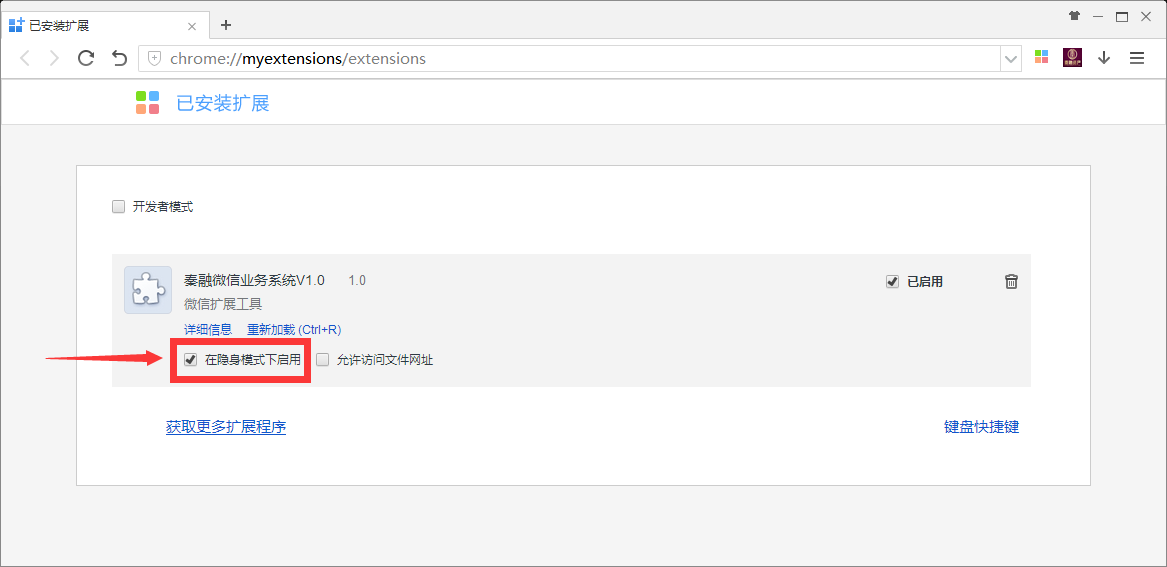 已安装扩展
chrome://myextensions/extensions
已安装扩展
开发者模式
秦融微信业务系统V1.0 1.0 已启用
微信扩展工具
详细信息 重新加载 (Ctrl+R)
在隐身模式下启用 允许访问文件网址
获取更多扩展程序 键盘快捷键